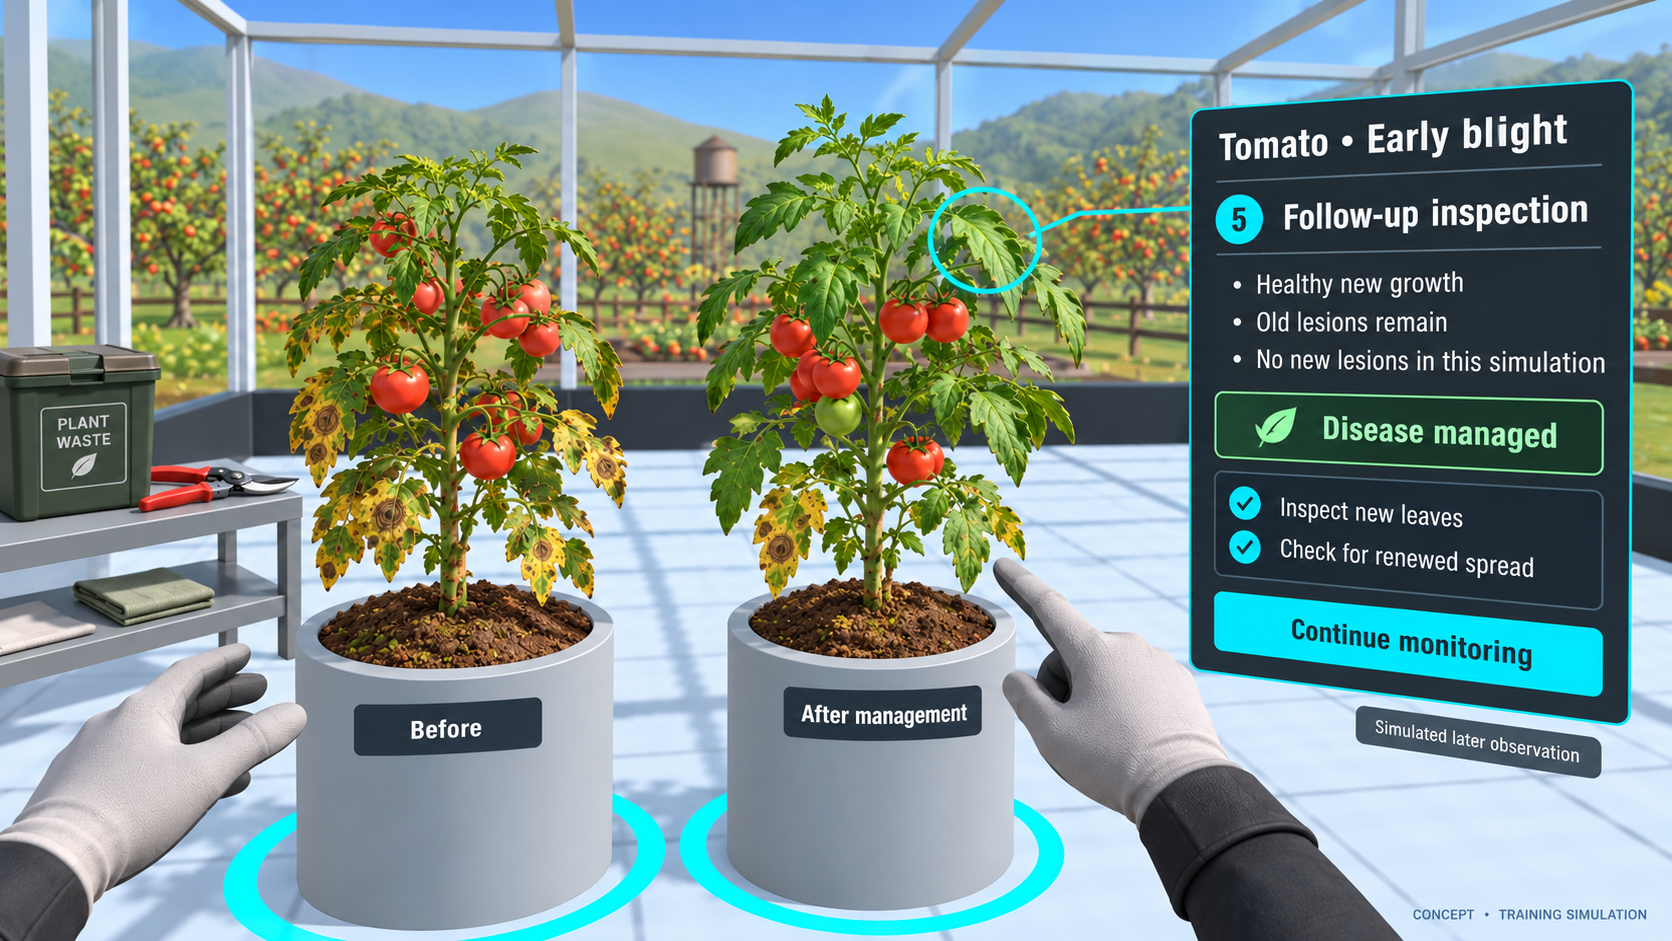 Tomato • Early blight
5 Follow-up inspection
• Healthy new growth
• Old lesions remain
• No new lesions in this simulation
Disease managed
Inspect new leaves
Check for renewed spread
Continue monitoring
Simulated later observation
PLANT
WASTE
Before
After management
CONCEPT • TRAINING SIMULATION